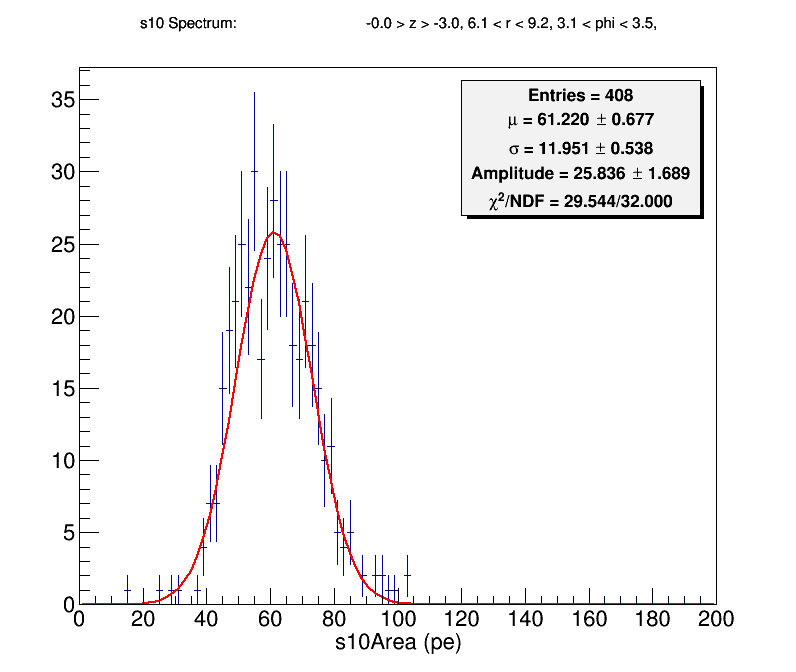 s10 Spectrum: -0.0 > z > -3.0, 6.1 < r < 9.2, 3.1 < phi < 3.5,
Entries = 408
μ = 61.220 ± 0.677
σ = 11.951 ± 0.538
Amplitude = 25.836 ± 1.689
χ²/NDF = 29.544/32.000
35
30
25
20
15
10
5
0
0 20 40 60 80 100 120 140 160 180 200
s10Area (pe)